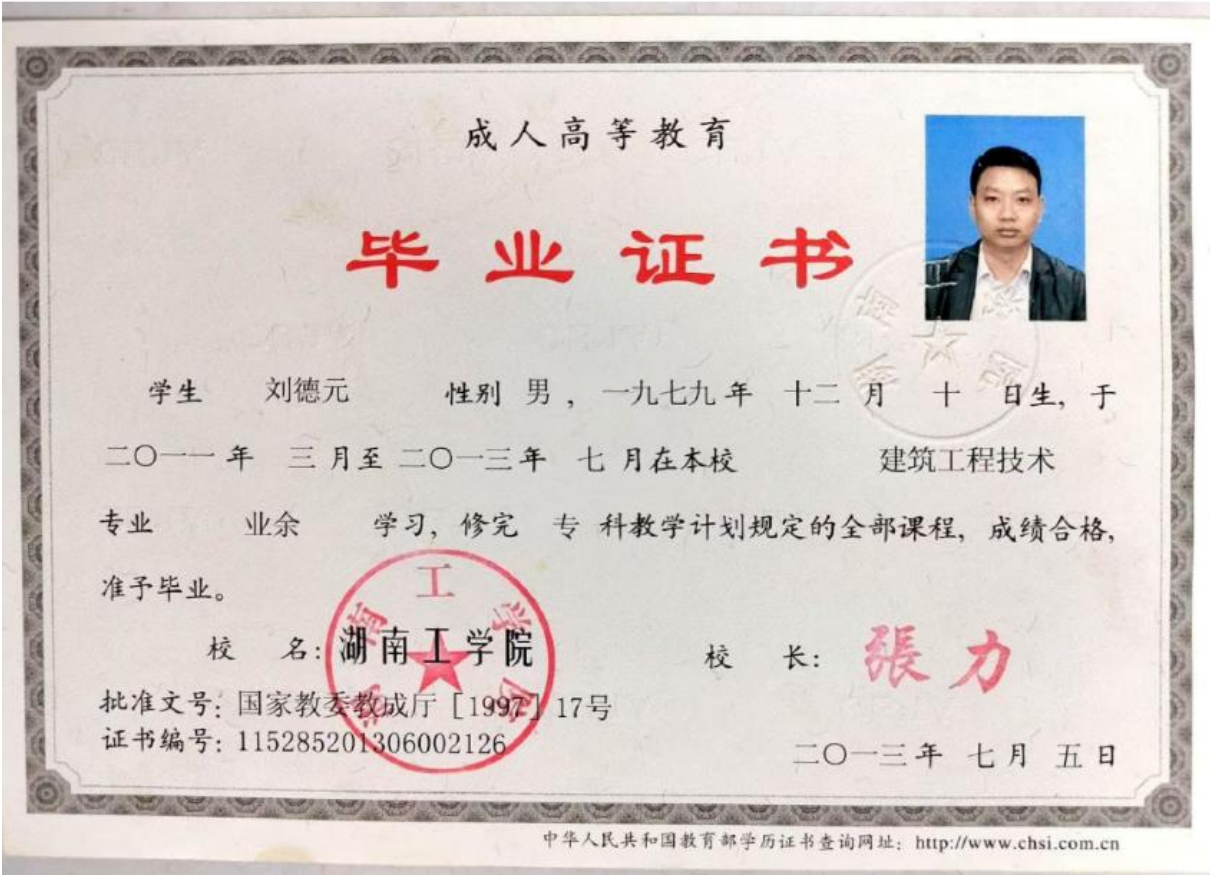 成人高等教育
毕业证书
学生 刘德元 性别 男 , 一九七九 年 十二 月 十 日生, 于
二〇一一 年 三 月至 二〇一三 年 七 月在本校 建筑工程技术
专业 业余 学习, 修完 专 科教学计划规定的全部课程, 成绩合格,
准予毕业。
校 名: 湖南工学院 校 长: 張力
湖南工学院
批准文号: 国家教委教成厅［1997］17号
证书编号: 115285201306002126
二〇一三 年 七 月 五 日
中华人民共和国教育部学历证书查询网址: http://www.chsi.com.cn